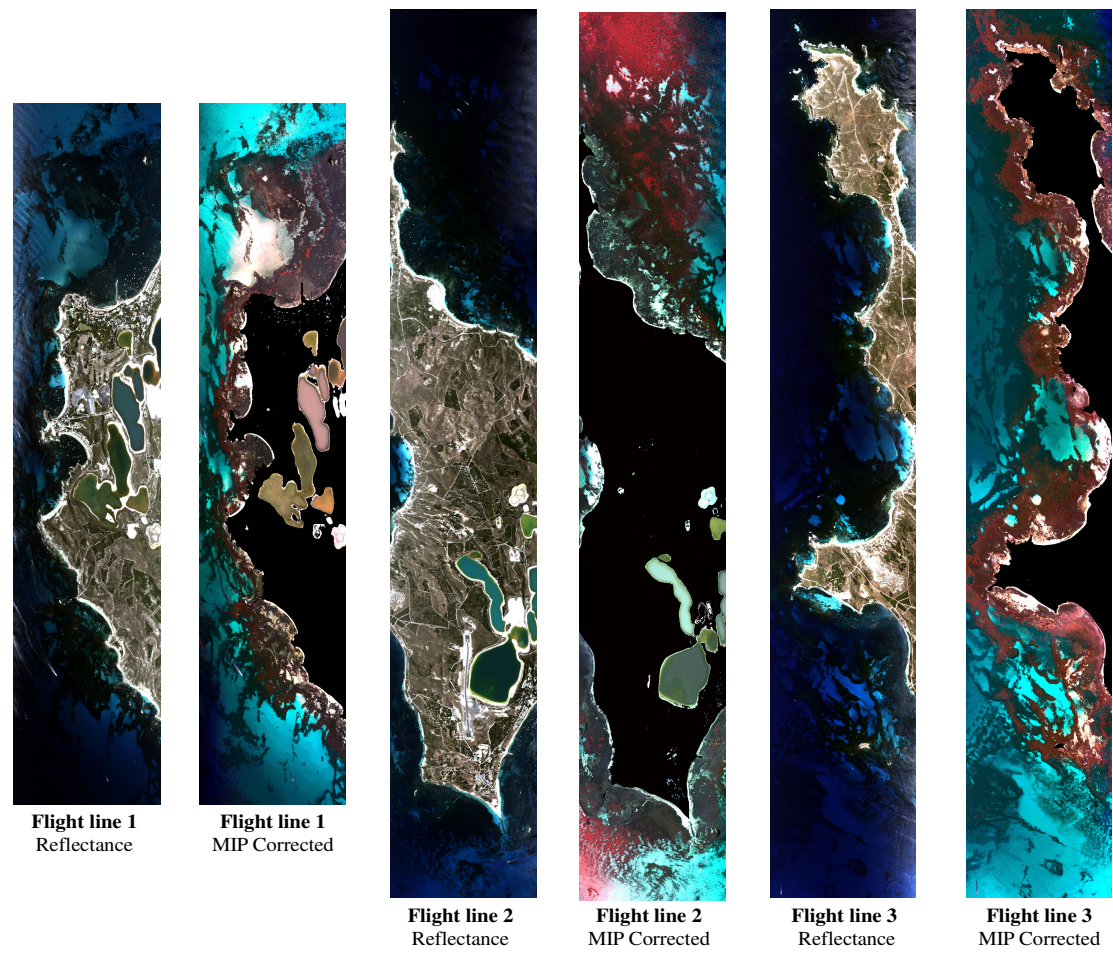 Flight line 1
Reflectance
Flight line 1
MIP Corrected
Flight line 2
Reflectance
Flight line 2
MIP Corrected
Flight line 3
Reflectance
Flight line 3
MIP Corrected